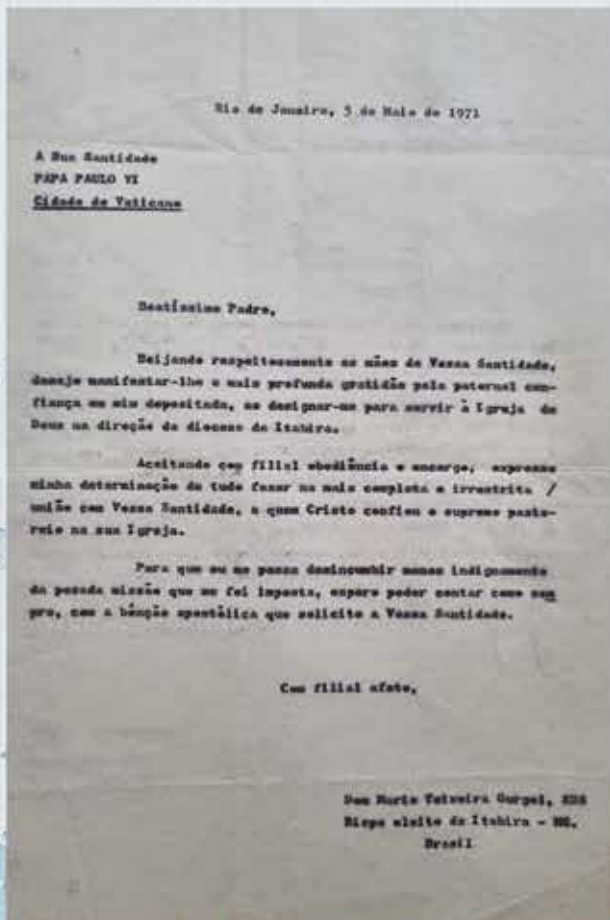 Rio de Janeiro, 5 de Maio de 1971
A Sua Santidade
PAPA PAULO VI
Cidade do Vaticano
Beatíssimo Padre,
Beijando respeitosamente as mãos de Vossa Santidade,
desejo manifestar-lhe a mais profunda gratidão pela paternal con-
fiança em mim depositada, ao designar-me para servir à Igreja de
Deus na direção da diocese de Itabira.
Aceitando com filial obediência o encargo, expresso
minha determinação de tudo fazer na mais completa e irrestrita /
união com Vossa Santidade, a quem Cristo confiou o supremo pasto-
reio na sua Igreja.
Para que eu me possa desincumbir menos indignamente
da pesada missão que me foi imposta, espero poder contar como sem
pre, com a bênção apostólica que solicito a Vossa Santidade.
Com filial afeto,
Dom Mario Teixeira Gurgel, SDS
Bispo eleito de Itabira - MG.
Brasil